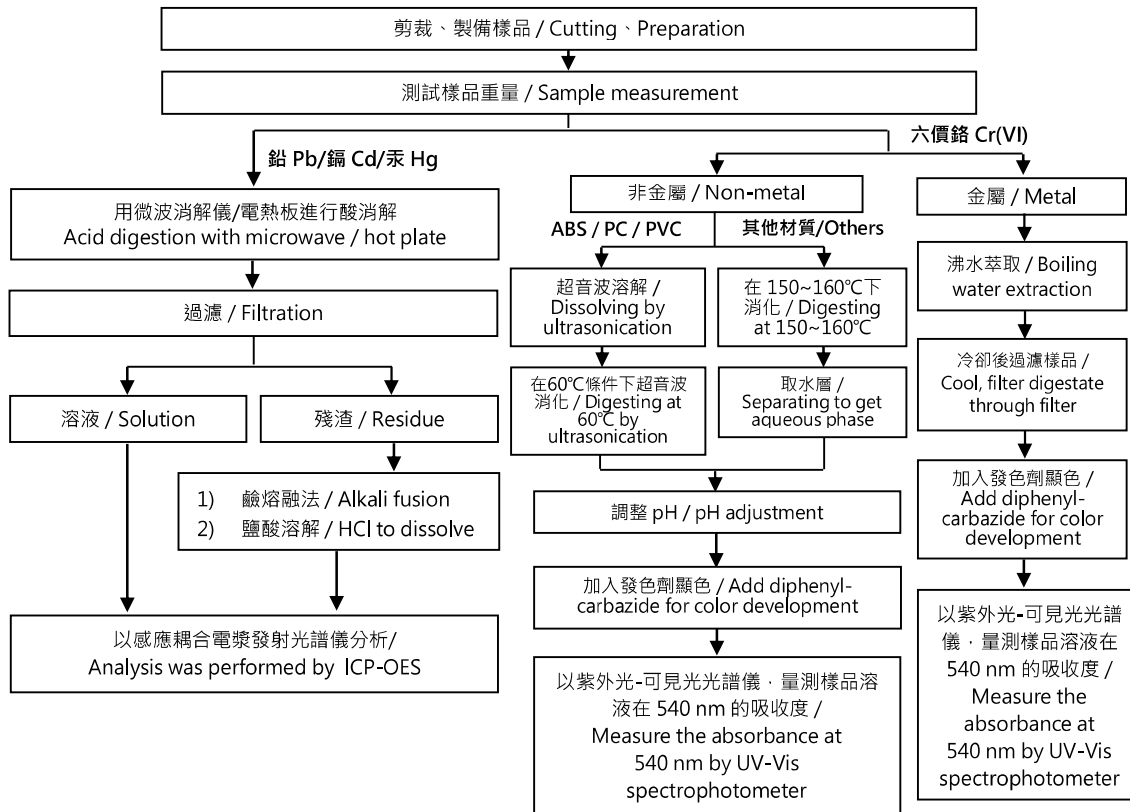 剪裁、製備樣品 / Cutting、Preparation
測試樣品重量 / Sample measurement
鉛 Pb/鎘 Cd/汞 Hg
六價鉻 Cr(VI)
用微波消解儀/電熱板進行酸消解
Acid digestion with microwave / hot plate
過濾 / Filtration
溶液 / Solution
殘渣 / Residue
1) 鹼熔融法 / Alkali fusion
2) 鹽酸溶解 / HCl to dissolve
以感應耦合電漿發射光譜儀分析/
Analysis was performed by ICP-OES
非金屬 / Non-metal
ABS / PC / PVC
其他材質/Others
超音波溶解 /
Dissolving by
ultrasonication
在60℃條件下超音波
消化 / Digesting at
60℃ by
ultrasonication
在 150~160℃下
消化 / Digesting
at 150~160℃
取水層 /
Separating to get
aqueous phase
調整 pH / pH adjustment
加入發色劑顯色 / Add diphenyl-
carbazide for color development
以紫外光-可見光光譜儀，量測樣品溶
液在 540 nm 的吸收度 /
Measure the absorbance at
540 nm by UV-Vis
spectrophotometer
金屬 / Metal
沸水萃取 / Boiling
water extraction
冷卻後過濾樣品 /
Cool, filter digestate
through filter
加入發色劑顯色 /
Add diphenyl-
carbazide for color
development
以紫外光-可見光光譜
儀，量測樣品溶液在
540 nm 的吸收度 /
Measure the
absorbance at
540 nm by UV-Vis
spectrophotometer